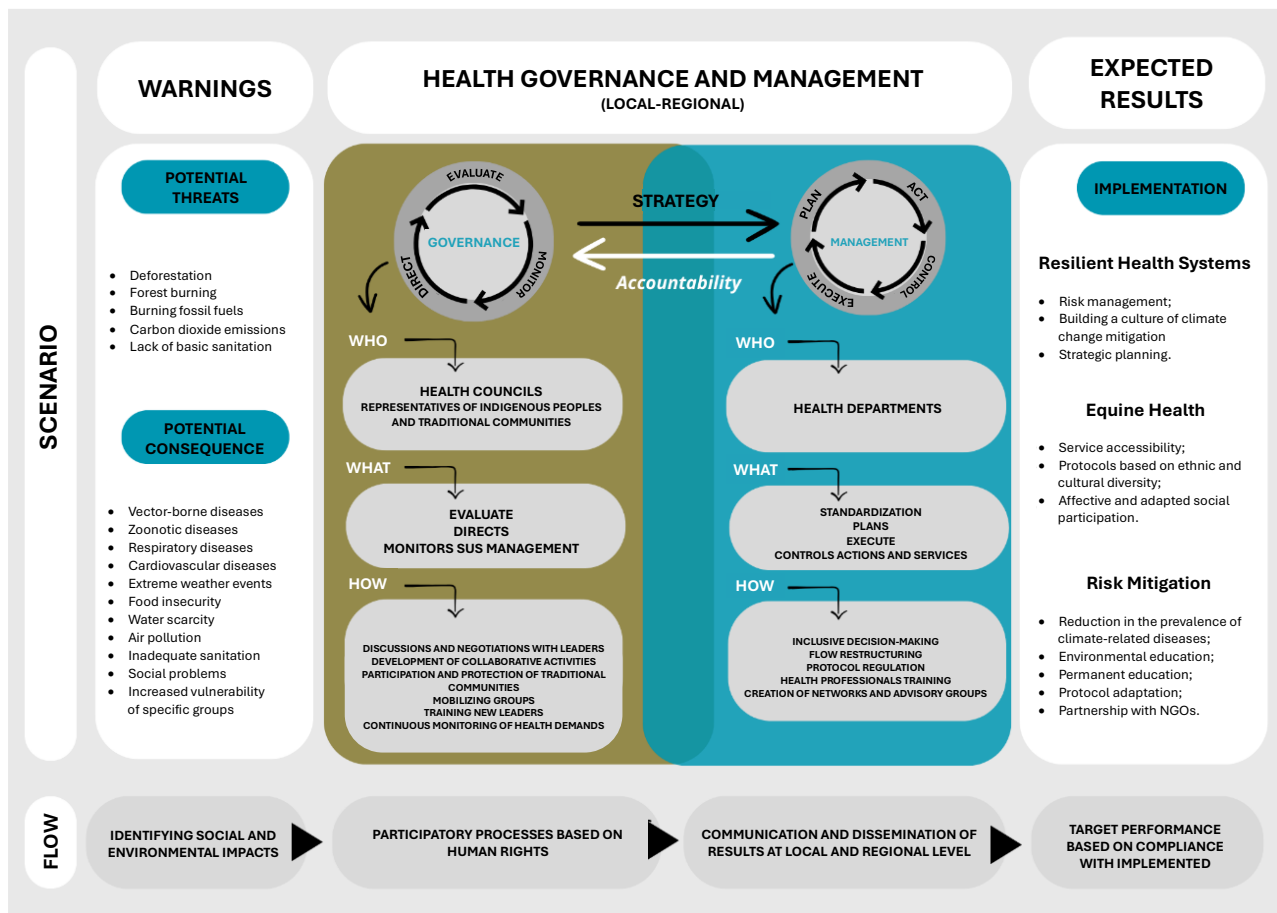 SCENARIO
WARNINGS
POTENTIAL
THREATS
• Deforestation
• Forest burning
• Burning fossil fuels
• Carbon dioxide emissions
• Lack of basic sanitation
POTENTIAL
CONSEQUENCE
• Vector-borne diseases
• Zoonotic diseases
• Respiratory diseases
• Cardiovascular diseases
• Extreme weather events
• Food insecurity
• Water scarcity
• Air pollution
• Inadequate sanitation
• Social problems
• Increased vulnerability
of specific groups
HEALTH GOVERNANCE AND MANAGEMENT
(LOCAL-REGIONAL)
EVALUATE
MONITOR
DIRECT
GOVERNANCE
STRATEGY
Accountability
PLAN
ACT
CONTROL
EXECUTE
MANAGEMENT
WHO
HEALTH COUNCILS
REPRESENTATIVES OF INDIGENOUS PEOPLES
AND TRADITIONAL COMMUNITIES
WHAT
EVALUATE
DIRECTS
MONITORS SUS MANAGEMENT
HOW
DISCUSSIONS AND NEGOTIATIONS WITH LEADERS
DEVELOPMENT OF COLLABORATIVE ACTIVITIES
PARTICIPATION AND PROTECTION OF TRADITIONAL
COMMUNITIES
MOBILIZING GROUPS
TRAINING NEW LEADERS
CONTINUOUS MONITORING OF HEALTH DEMANDS
WHO
HEALTH DEPARTMENTS
WHAT
STANDARDIZATION
PLANS
EXECUTE
CONTROLS ACTIONS AND SERVICES
HOW
INCLUSIVE DECISION-MAKING
FLOW RESTRUCTURING
PROTOCOL REGULATION
HEALTH PROFESSIONALS TRAINING
CREATION OF NETWORKS AND ADVISORY GROUPS
EXPECTED
RESULTS
IMPLEMENTATION
Resilient Health Systems
• Risk management;
• Building a culture of climate
change mitigation
• Strategic planning.
Equine Health
• Service accessibility;
• Protocols based on ethnic and
cultural diversity;
• Affective and adapted social
participation.
Risk Mitigation
• Reduction in the prevalence of
climate-related diseases;
• Environmental education;
• Permanent education;
• Protocol adaptation;
• Partnership with NGOs.
FLOW
IDENTIFYING SOCIAL AND
ENVIRONMENTAL IMPACTS
PARTICIPATORY PROCESSES BASED ON
HUMAN RIGHTS
COMMUNICATION AND DISSEMINATION OF
RESULTS AT LOCAL AND REGIONAL LEVEL
TARGET PERFORMANCE
BASED ON COMPLIANCE
WITH IMPLEMENTED